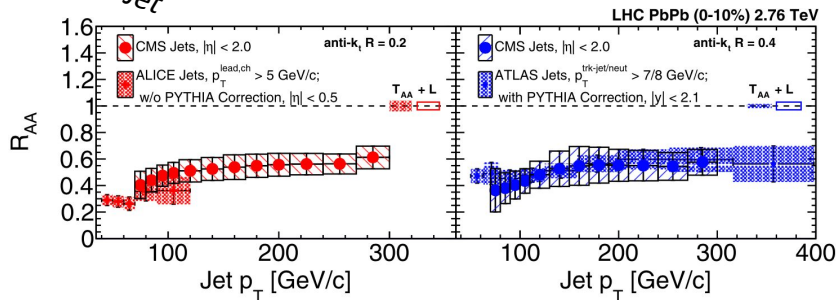 jet
LHC PbPb (0-10%) 2.76 TeV
1.6
1.4
1.2
1
0.8
0.6
0.4
0.2
0
R_AA
CMS Jets, |η| < 2.0
anti-k_t R = 0.2
ALICE Jets, p_T^lead,ch > 5 GeV/c;
w/o PYTHIA Correction, |η| < 0.5
T_AA + L
100
200
300
Jet p_T [GeV/c]
CMS Jets, |η| < 2.0
anti-k_t R = 0.4
ATLAS Jets, p_T^trk-jet/neut > 7/8 GeV/c;
with PYTHIA Correction, |y| < 2.1
T_AA + L
100
200
300
400
Jet p_T [GeV/c]